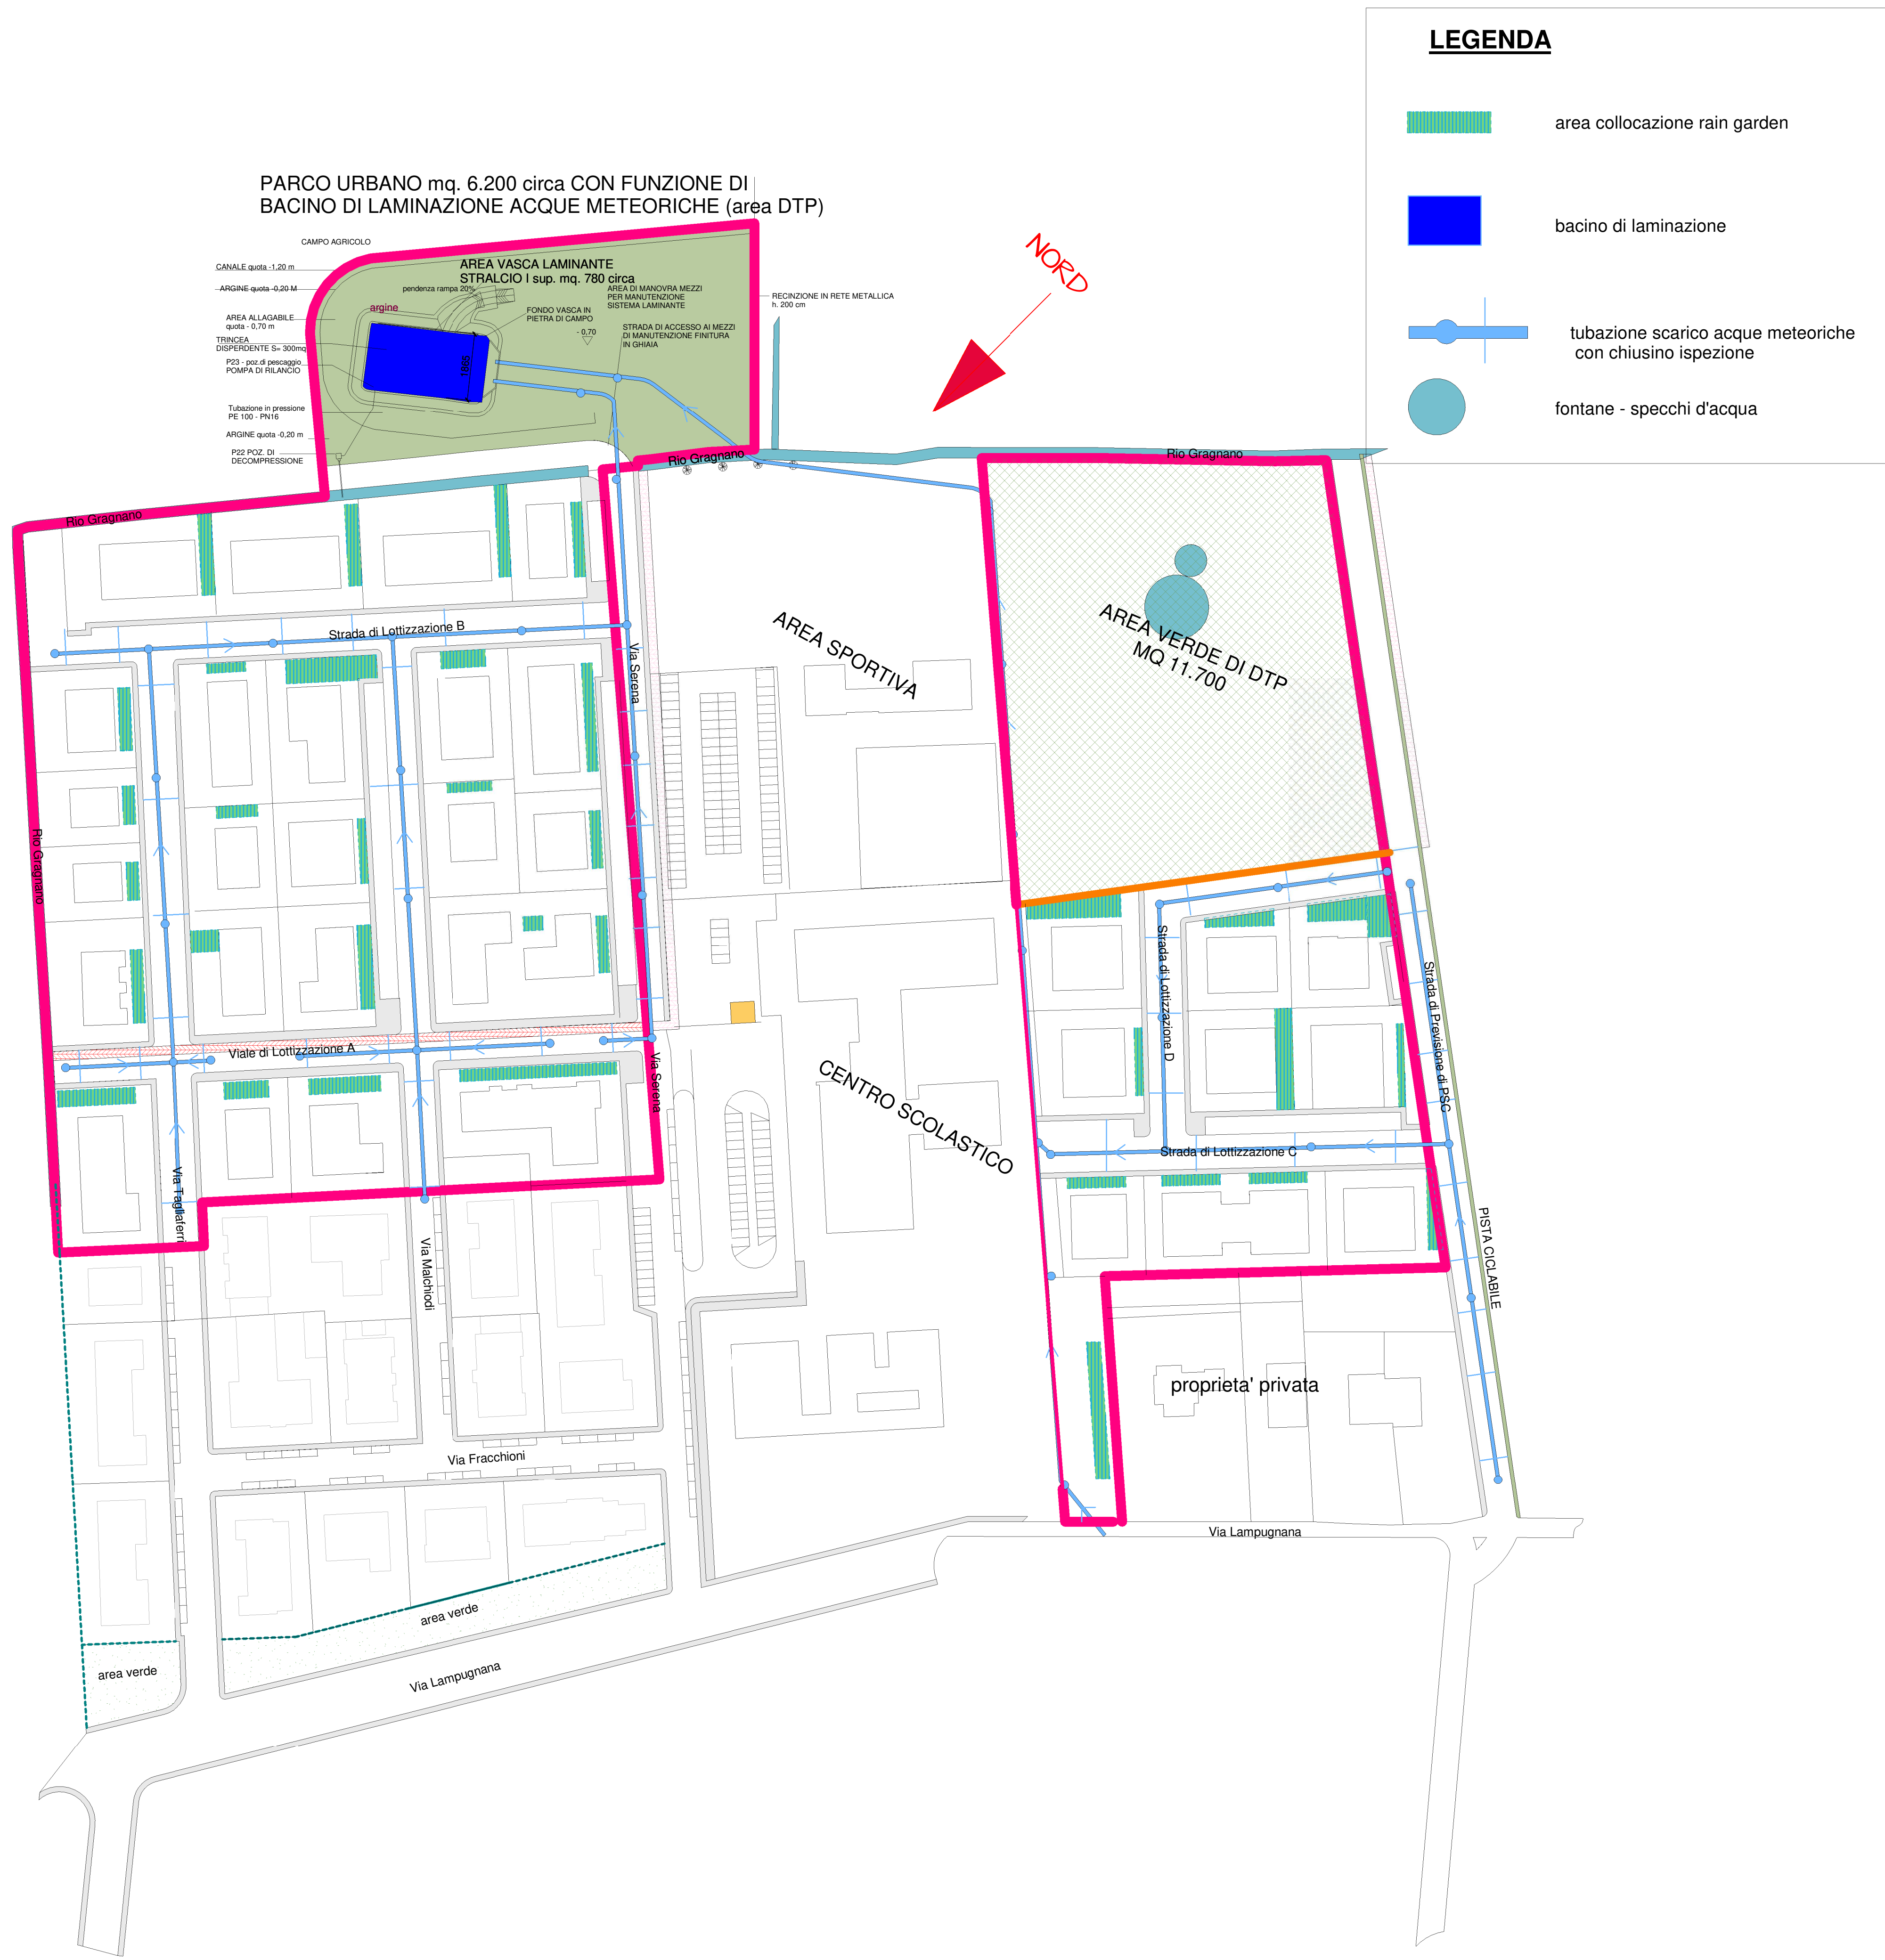 LEGENDA
area collocazione rain garden
bacino di laminazione
tubazione scarico acque meteoriche
con chiusino ispezione
fontane - specchi d'acqua
PARCO URBANO mq. 6.200 circa CON FUNZIONE DI
BACINO DI LAMINAZIONE ACQUE METEORICHE (area DTP)
CAMPO AGRICOLO
CANALE quota -1,20 m
ARGINE quota -0,20 M
AREA ALLAGABILE
quota - 0,70 m
TRINCEA
DISPERDENTE S= 300mq
P23 - poz.di pescaggio
POMPA DI RILANCIO
Tubazione in pressione
PE 100 - PN16
ARGINE quota -0,20 m
P22 POZ. DI
DECOMPRESSIONE
argine
AREA VASCA LAMINANTE
STRALCIO I sup. mq. 780 circa
pendenza rampa 20%
AREA DI MANOVRA MEZZI
PER MANUTENZIONE
SISTEMA LAMINANTE
FONDO VASCA IN
PIETRA DI CAMPO
- 0,70
STRADA DI ACCESSO AI MEZZI
DI MANUTENZIONE FINITURA
IN GHIAIA
RECINZIONE IN RETE METALLICA
h. 200 cm
NORD
Rio Gragnano
Rio Gragnano
Rio Gragnano
Rio Gragnano
Strada di Lottizzazione B
Via Serena
AREA SPORTIVA
AREA VERDE DI DTP
MQ 11.700
Strada di Lottizzazione D
Strada di Previsione di PSC
Viale di Lottizzazione A
Via Serena
CENTRO SCOLASTICO
Strada di Lottizzazione C
Via Tagliaferri
Via Malchiodi
PISTA CICLABILE
proprieta' privata
Via Fracchioni
Via Lampugnana
area verde
area verde
Via Lampugnana